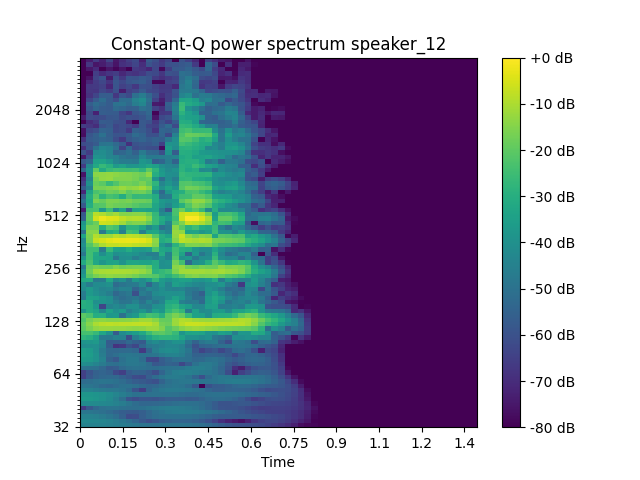 Constant-Q power spectrum speaker_12
+0 dB
2048
-10 dB
1024
-20 dB
512
-30 dB
Hz
-40 dB
256
-50 dB
128
-60 dB
64
-70 dB
32
-80 dB
0 0.15 0.3 0.45 0.6 0.75 0.9 1.1 1.2 1.4
Time